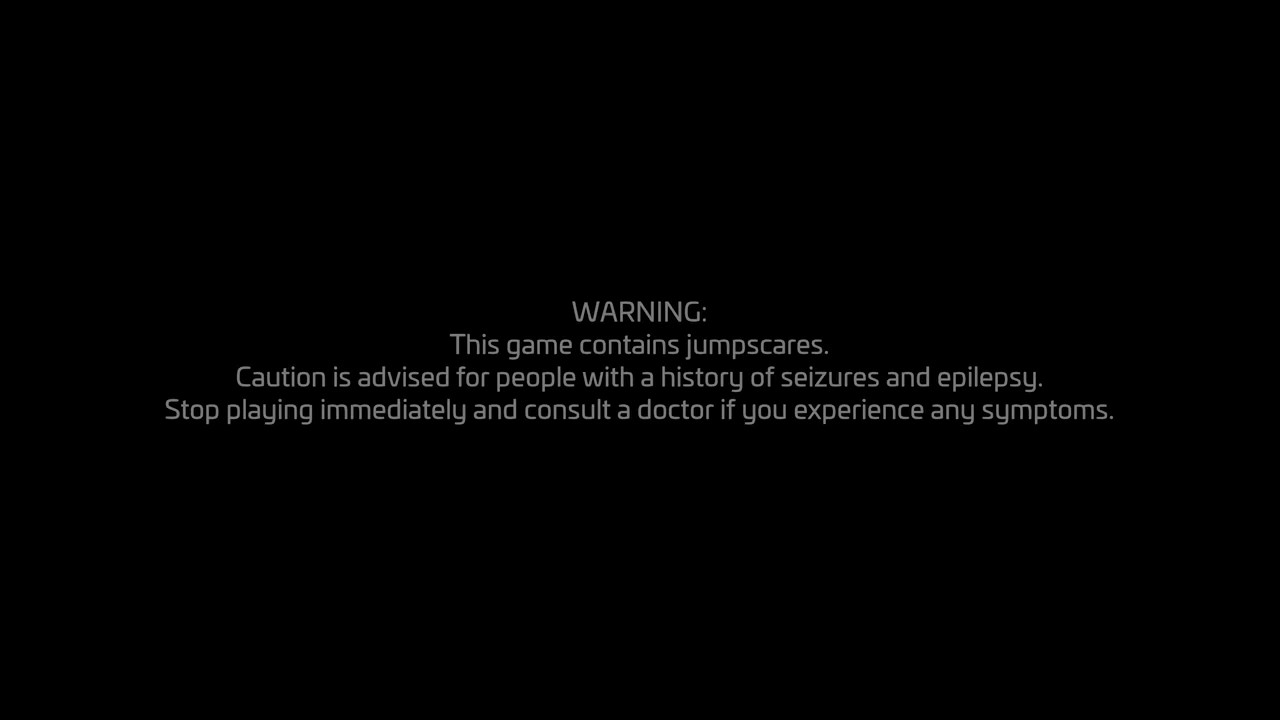 WARNING:
This game contains jumpscares.
Caution is advised for people with a history of seizures and epilepsy.
Stop playing immediately and consult a doctor if you experience any symptoms.